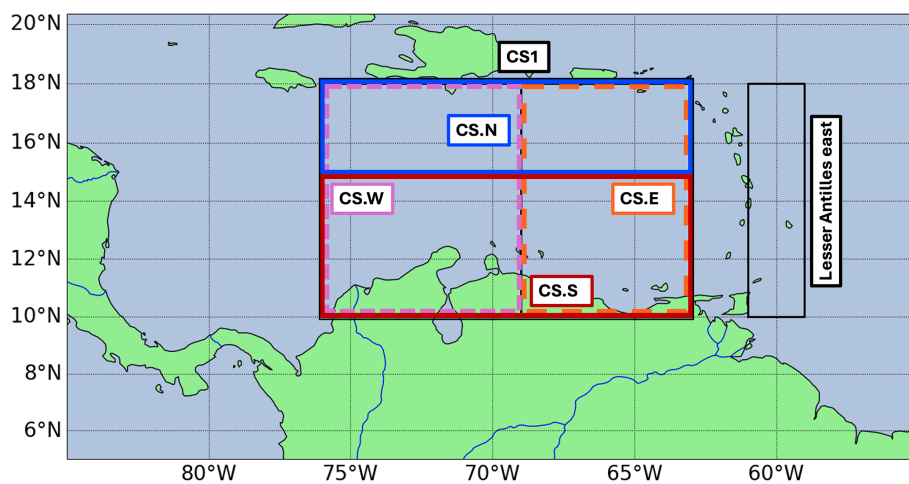 20°N
CS1
18°N
CS.N
16°N
CS.W
CS.E
14°N
Lesser Antilles east
12°N
CS.S
10°N
8°N
6°N
80°W
75°W
70°W
65°W
60°W